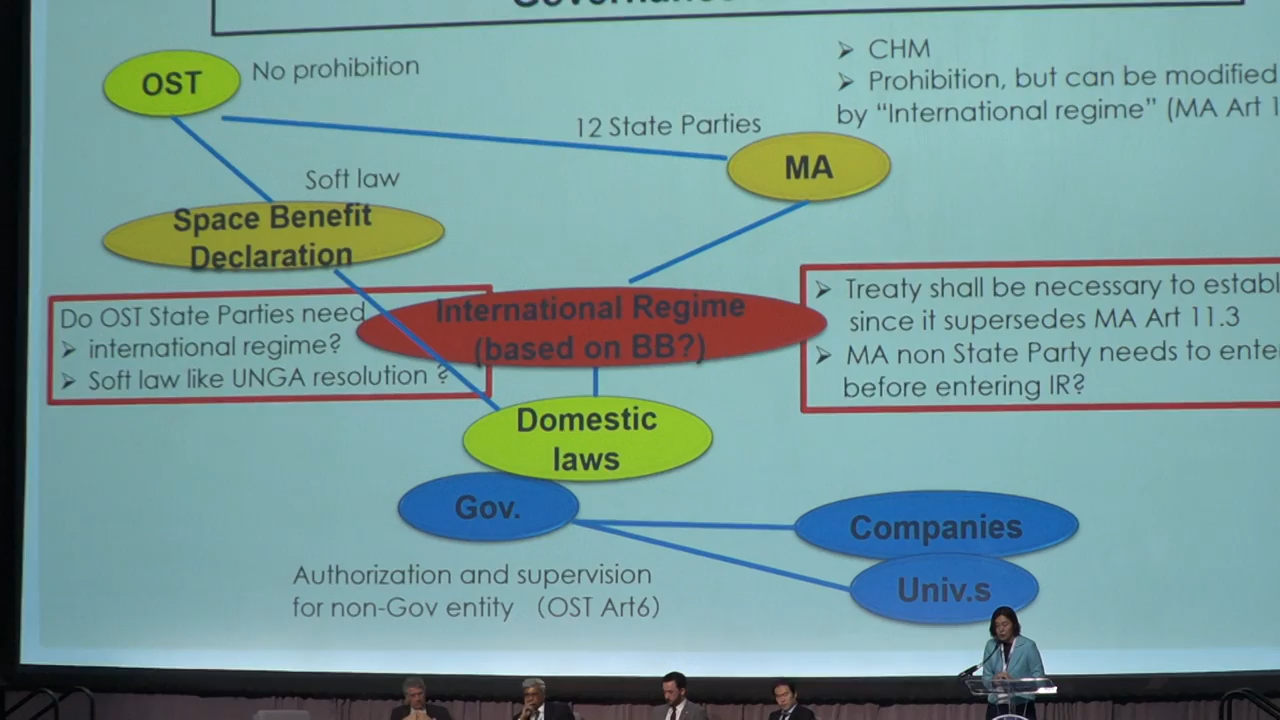 OST
No prohibition
➢ CHM
➢ Prohibition, but can be modified
by “International regime” (MA Art
12 State Parties
MA
Soft law
Space Benefit
Declaration
Do OST State Parties need
➢ international regime?
➢ Soft law like UNGA resolution ?
International Regime
(based on BB?)
➢ Treaty shall be necessary to
since it supersedes MA Art 11.3
➢ MA non State Party needs to
before entering IR?
Domestic
laws
Gov.
Companies
Univ.s
Authorization and supervision
for non-Gov entity （OST Art6）